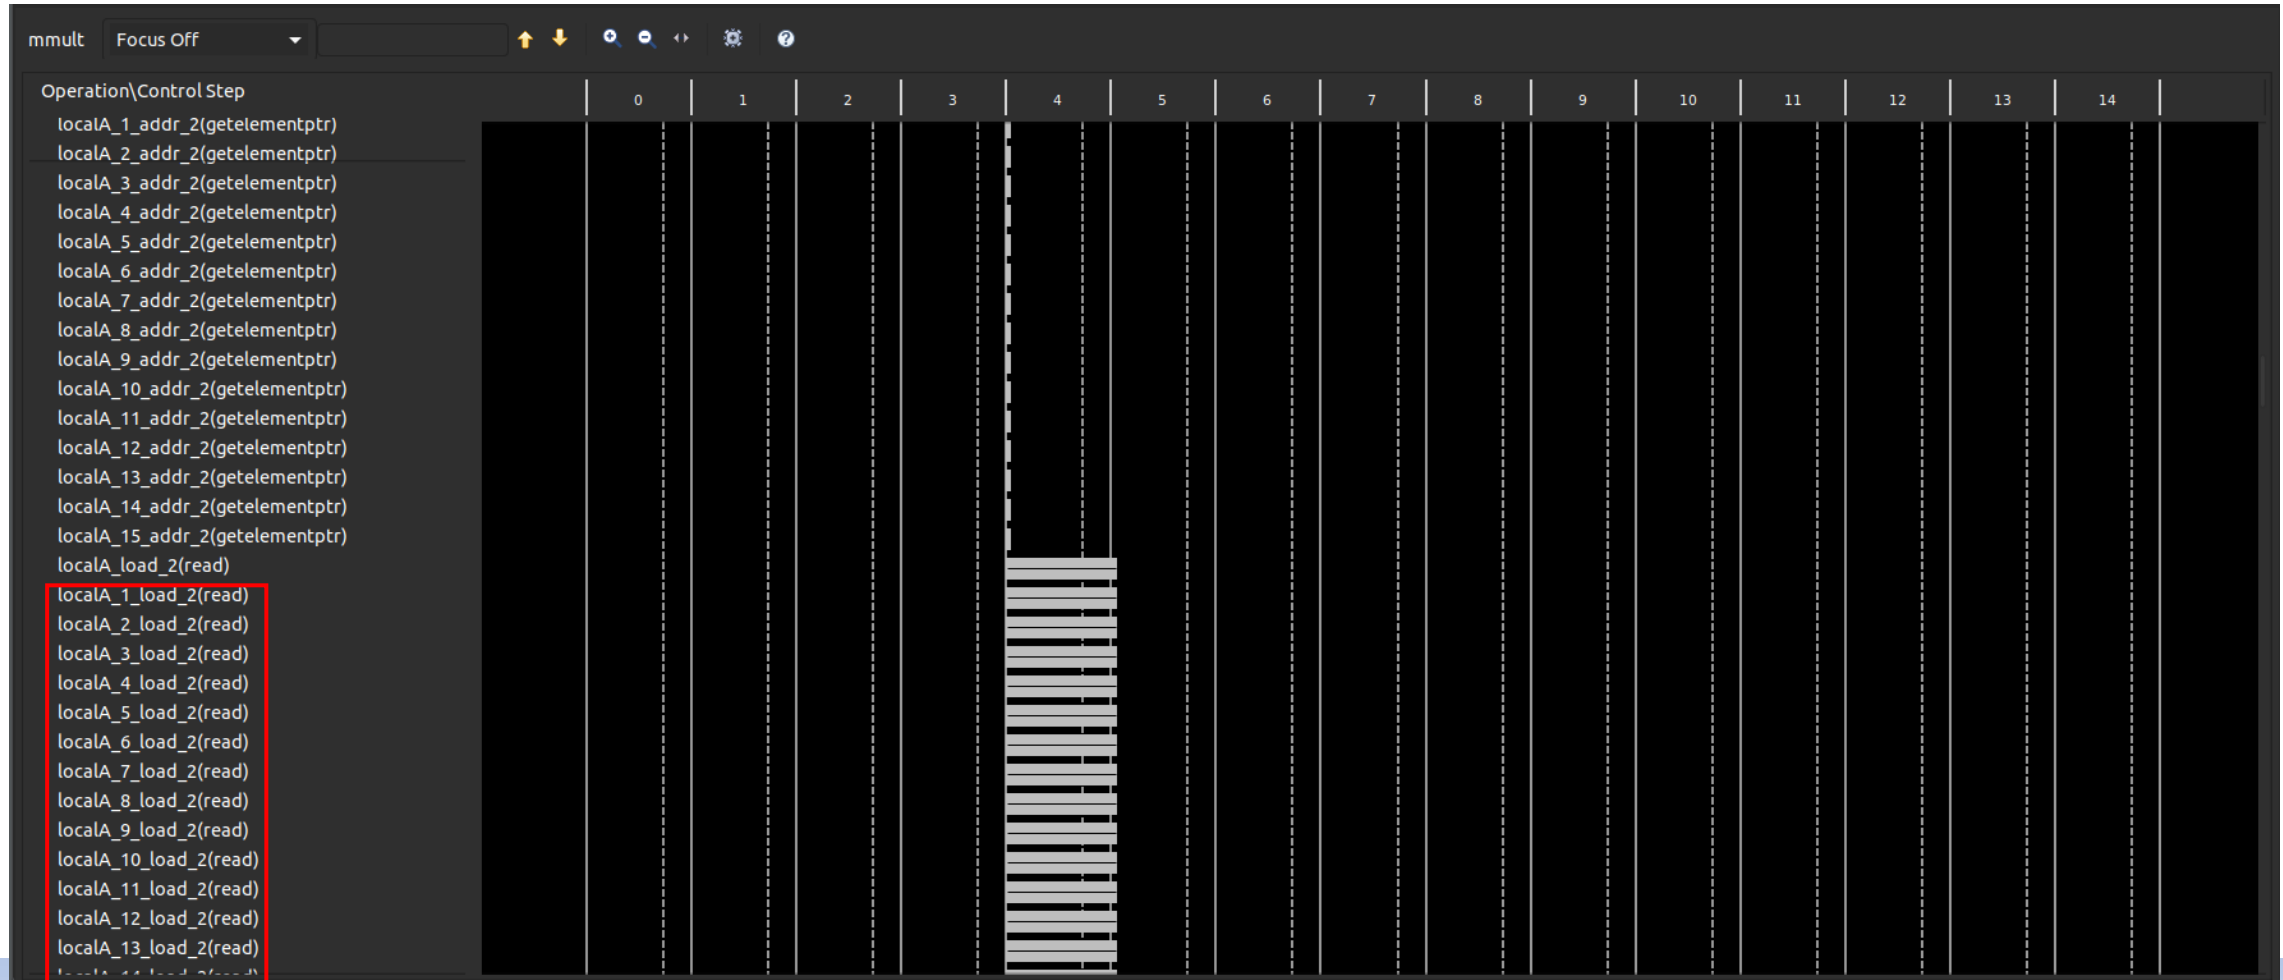 mmult Focus Off
Operation\Control Step 0 1 2 3 4 5 6 7 8 9 10 11 12 13 14
localA_1_addr_2(getelementptr)
localA_2_addr_2(getelementptr)
localA_3_addr_2(getelementptr)
localA_4_addr_2(getelementptr)
localA_5_addr_2(getelementptr)
localA_6_addr_2(getelementptr)
localA_7_addr_2(getelementptr)
localA_8_addr_2(getelementptr)
localA_9_addr_2(getelementptr)
localA_10_addr_2(getelementptr)
localA_11_addr_2(getelementptr)
localA_12_addr_2(getelementptr)
localA_13_addr_2(getelementptr)
localA_14_addr_2(getelementptr)
localA_15_addr_2(getelementptr)
localA_load_2(read)
localA_1_load_2(read)
localA_2_load_2(read)
localA_3_load_2(read)
localA_4_load_2(read)
localA_5_load_2(read)
localA_6_load_2(read)
localA_7_load_2(read)
localA_8_load_2(read)
localA_9_load_2(read)
localA_10_load_2(read)
localA_11_load_2(read)
localA_12_load_2(read)
localA_13_load_2(read)